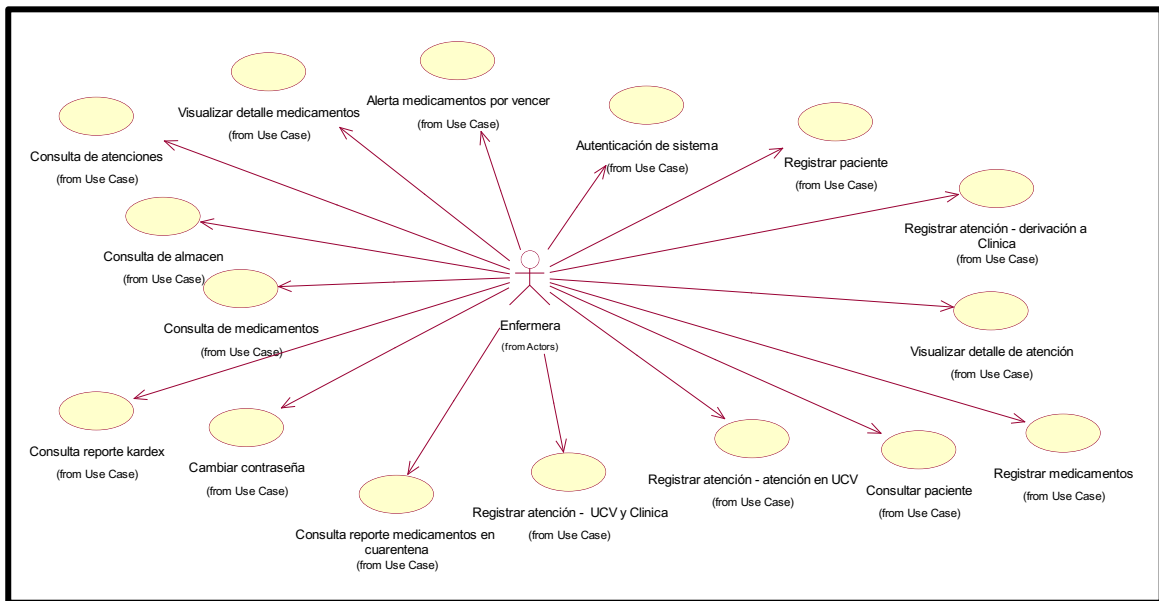 Visualizar detalle medicamentos
(from Use Case)
Alerta medicamentos por vencer
(from Use Case)
Consulta de atenciones
(from Use Case)
Autenticación de sistema
(from Use Case)
Registrar paciente
(from Use Case)
Registrar atención - derivación a
Clinica
(from Use Case)
Consulta de almacen
(from Use Case)
Consulta de medicamentos
(from Use Case)
Enfermera
(from Actors)
Visualizar detalle de atención
(from Use Case)
Consulta reporte kardex
(from Use Case)
Cambiar contraseña
(from Use Case)
Consulta reporte medicamentos en
cuarentena
(from Use Case)
Registrar atención -  UCV y Clinica
(from Use Case)
Registrar atención - atención en UCV
(from Use Case)
Consultar paciente
(from Use Case)
Registrar medicamentos
(from Use Case)